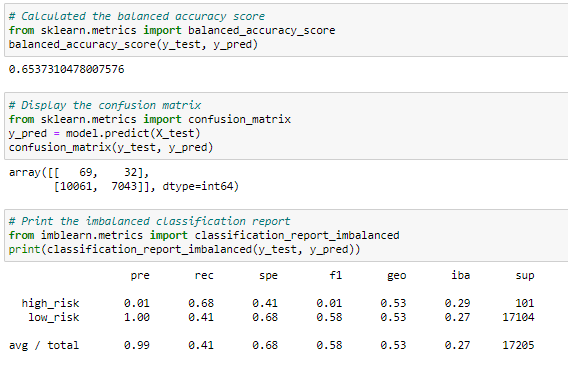 # Calculated the balanced accuracy score
from sklearn.metrics import balanced_accuracy_score
balanced_accuracy_score(y_test, y_pred)
0.6537310478007576
# Display the confusion matrix
from sklearn.metrics import confusion_matrix
y_pred = model.predict(X_test)
confusion_matrix(y_test, y_pred)
array([[   69,    32],
       [10061,  7043]], dtype=int64)
# Print the imbalanced classification report
from imblearn.metrics import classification_report_imbalanced
print(classification_report_imbalanced(y_test, y_pred))
pre rec spe f1 geo iba sup
high_risk 0.01 0.68 0.41 0.01 0.53 0.29 101
low_risk 1.00 0.41 0.68 0.58 0.53 0.27 17104
avg / total 0.99 0.41 0.68 0.58 0.53 0.27 17205